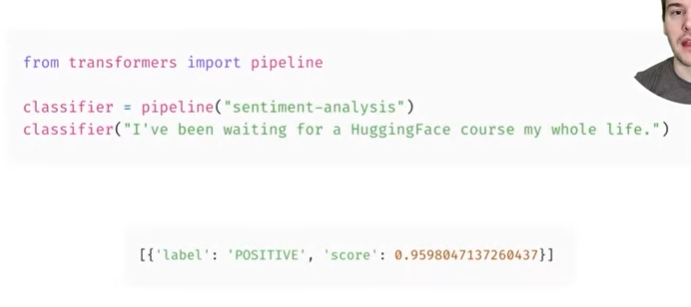 from transformers import pipeline
classifier = pipeline("sentiment-analysis")
classifier("I've been waiting for a HuggingFace course my whole life.")
[{'label': 'POSITIVE', 'score': 0.9598047137260437}]